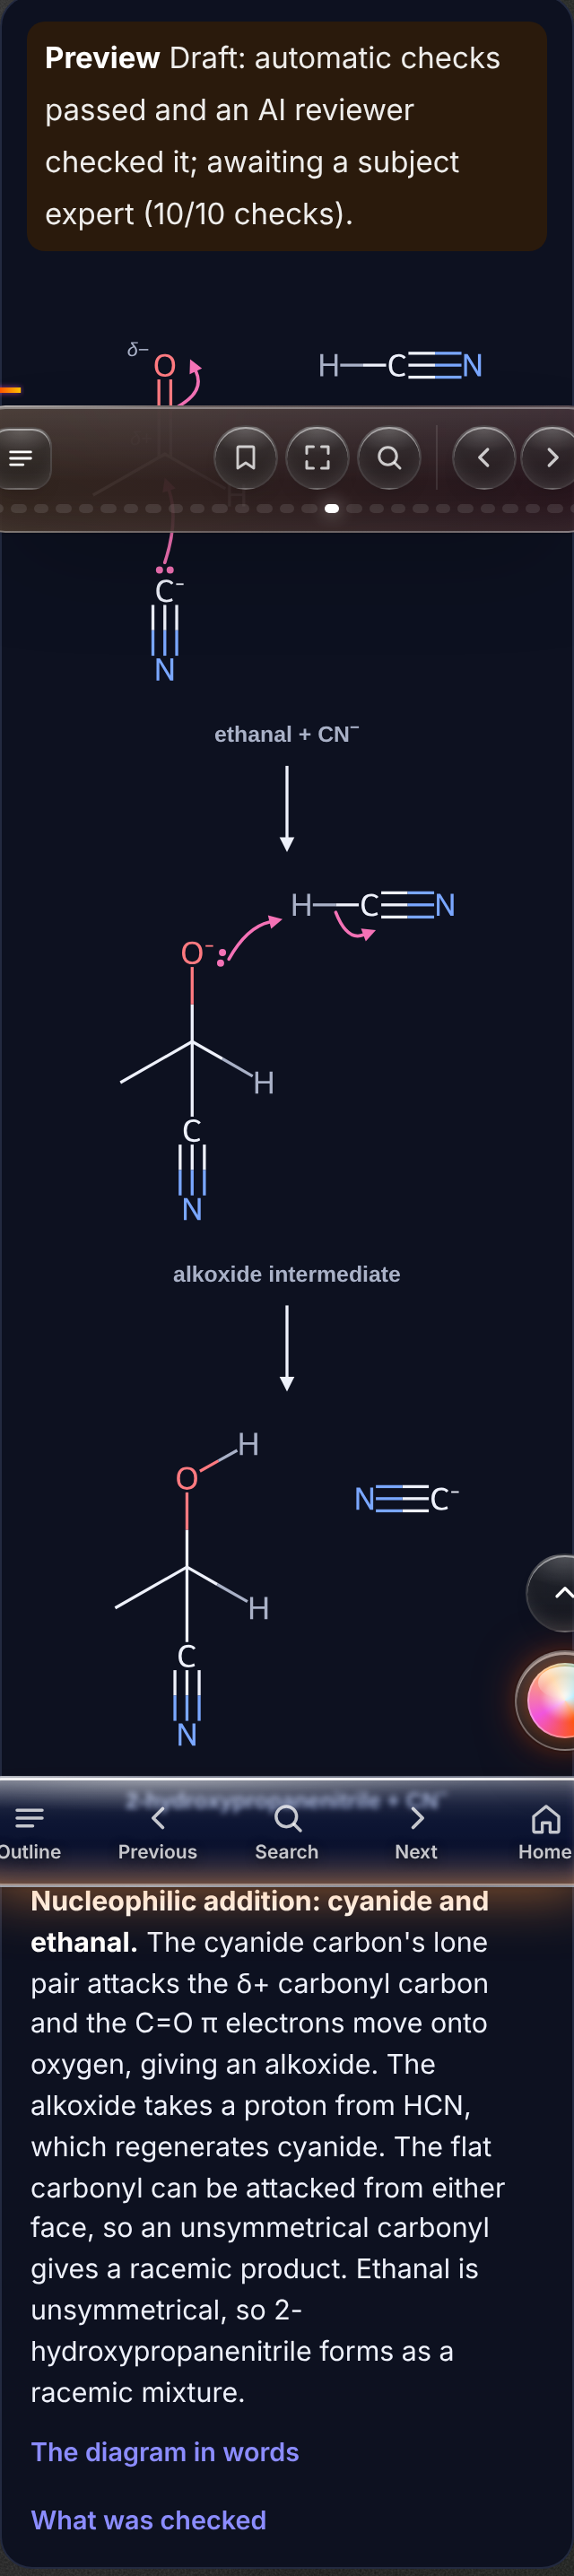 Preview Draft: automatic checks
passed and an AI reviewer
checked it; awaiting a subject
expert (10/10 checks).
δ− O H C N
H
C−
N
ethanal + CN−
H C N
O−
H
C
N
alkoxide intermediate
H
O
N C−
H
C
N
2-hydroxypropanenitrile + CN−
Outline Previous Search Next Home
Nucleophilic addition: cyanide and
ethanal. The cyanide carbon's lone
pair attacks the δ+ carbonyl carbon
and the C=O π electrons move onto
oxygen, giving an alkoxide. The
alkoxide takes a proton from HCN,
which regenerates cyanide. The flat
carbonyl can be attacked from either
face, so an unsymmetrical carbonyl
gives a racemic product. Ethanal is
unsymmetrical, so 2-
hydroxypropanenitrile forms as a
racemic mixture.
The diagram in words
What was checked